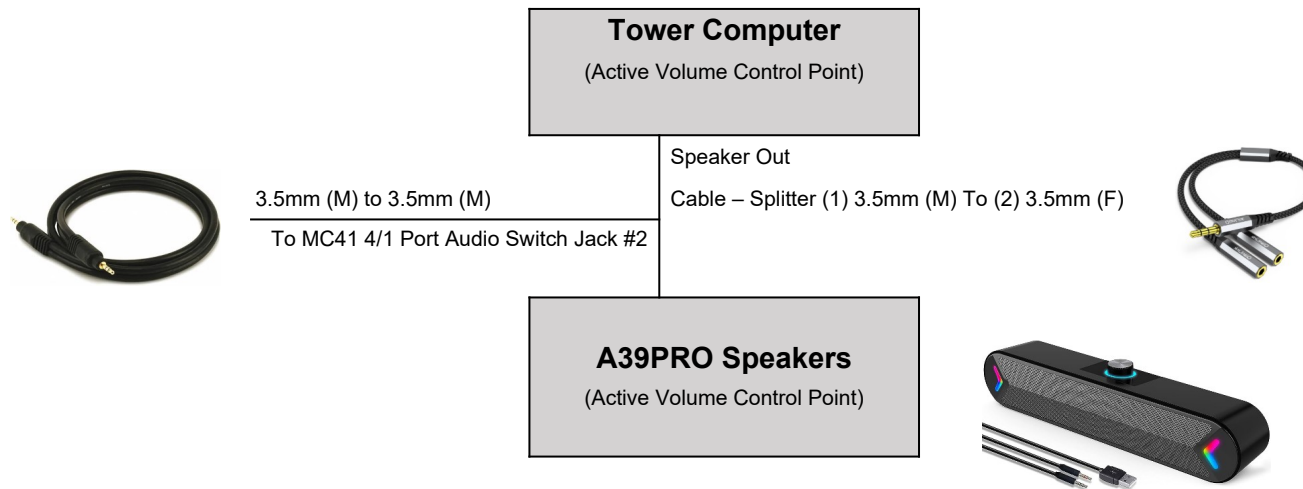 Tower Computer
(Active Volume Control Point)
Speaker Out
3.5mm (M) to 3.5mm (M)
Cable – Splitter (1) 3.5mm (M) To (2) 3.5mm (F)
To MC41 4/1 Port Audio Switch Jack #2
A39PRO Speakers
(Active Volume Control Point)